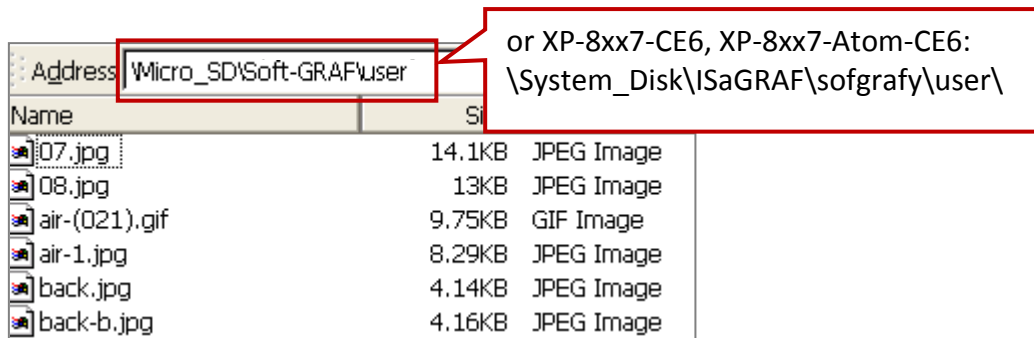 or XP-8xx7-CE6, XP-8xx7-Atom-CE6:
\System_Disk\ISaGRAF\sofgrafy\user\
Address \Micro_SD\Soft-GRAF\user
Name Si
07.jpg 14.1KB JPEG Image
08.jpg 13KB JPEG Image
air-(021).gif 9.75KB GIF Image
air-1.jpg 8.29KB JPEG Image
back.jpg 4.14KB JPEG Image
back-b.jpg 4.16KB JPEG Image